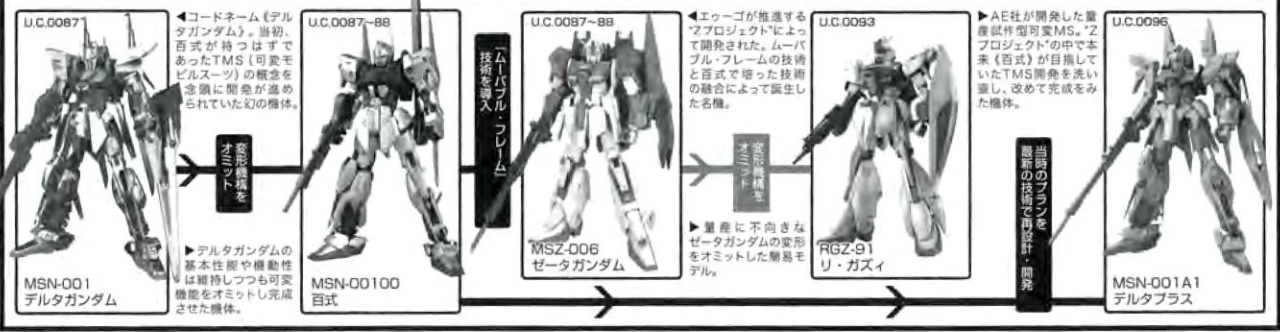 U.C.0087
MSN-001
デルタガンダム
◀コードネーム《デル
タガンダム》。当初、
百式が持つはずで
あったTMS(可変モ
ビルスーツ)の概念を
念頭に開発が進め
られていた幻の機体。
変形機構を
オミット
▶デルタガンダムの
基本性能や機動性
は維持しつつも可変
機能をオミットし完成
させた機体。
U.C.0087~88
MSN-00100
百式
「ムーバブル・フレーム」
技術を導入
U.C.0087~88
MSZ-006
ゼータガンダム
◀エゥーゴが推進する
"Zプロジェクト"によっ
て開発された。ムーバ
ブル・フレームの技術
と百式で培った技術
の融合によって誕生し
た名機。
変形機構を
オミット
▶量産に不向きな
ゼータガンダムの変形
をオミットした簡易モ
デル。
U.C.0093
RGZ-91
リ・ガズィ
▶AE社が開発した量
産試作型可変MS。"Z
プロジェクト"の中で本
来《百式》が目指して
いたTMS開発を洗い
直し、改めて完成をみ
た機体。
当時のプランを
最新の技術で再設計・開発
U.C.0096
MSN-001A1
デルタプラス